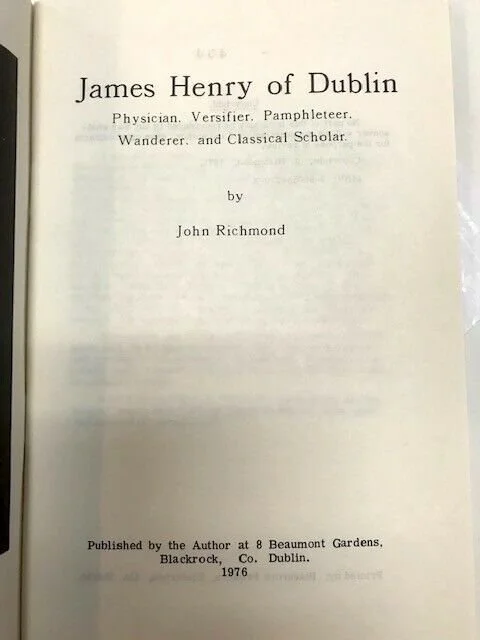 James Henry of Dublin
Physician. Versifier. Pamphleteer.
Wanderer. and Classical Scholar.
by
John Richmond
Published by the Author at 8 Beaumont Gardens,
Blackrock, Co. Dublin.
1976